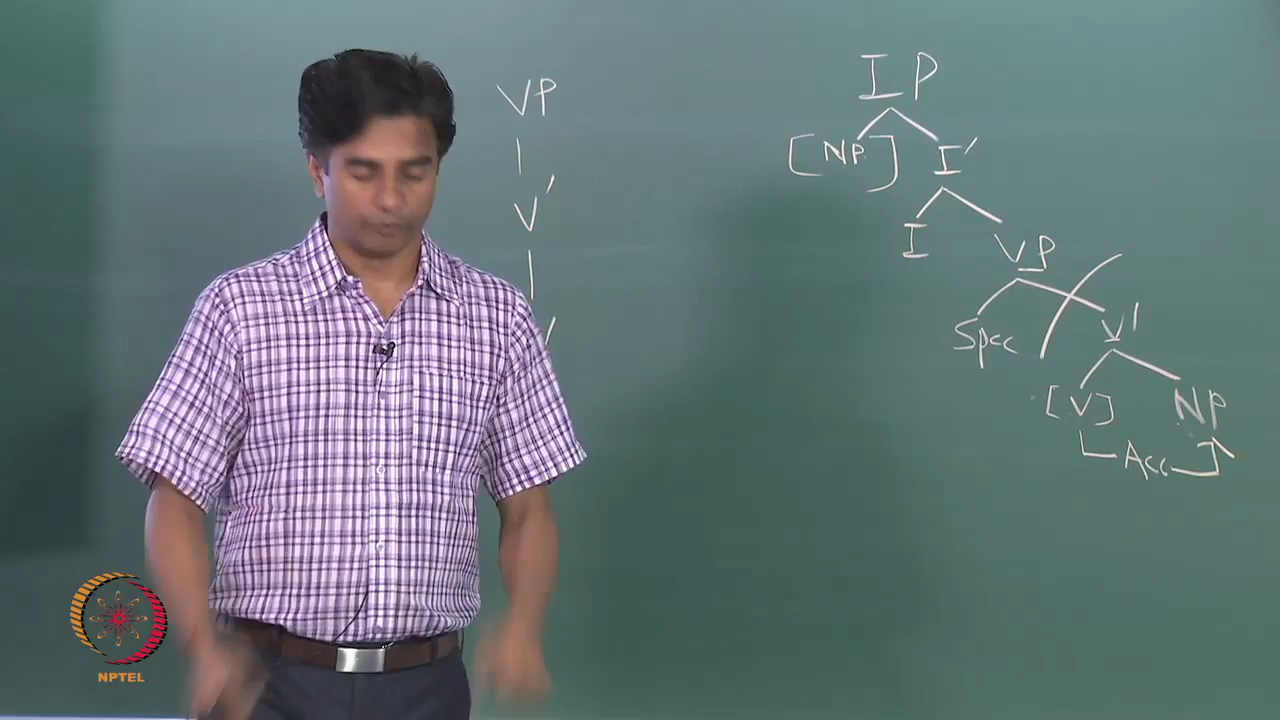 VP
V'
IP
[NP] I'
I
VP
Spec V'
[V] NP
Acc
NPTEL